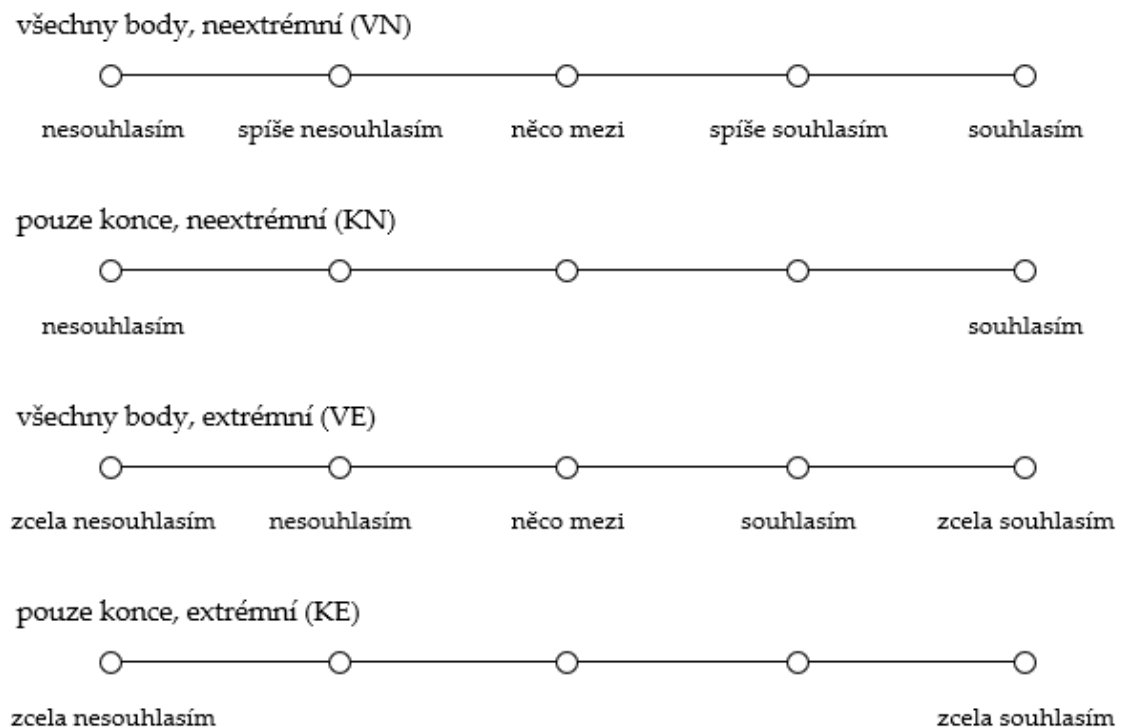 všechny body, neextrémní (VN)
nesouhlasím spíše nesouhlasím něco mezi spíše souhlasím souhlasím
pouze konce, neextrémní (KN)
nesouhlasím souhlasím
všechny body, extrémní (VE)
zcela nesouhlasím nesouhlasím něco mezi souhlasím zcela souhlasím
pouze konce, extrémní (KE)
zcela nesouhlasím zcela souhlasím